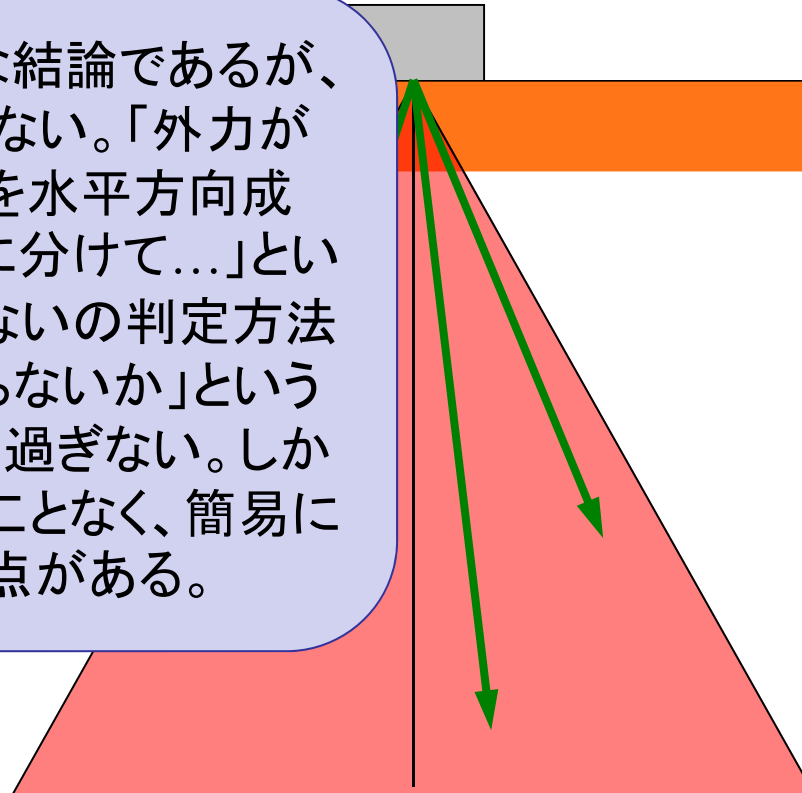 な結論であるが、
ない。「外力が
を水平方向成
に分けて…」とい
ないの判定方法
らないか」という
過ぎない。しか
ことなく、簡易に
点がある。